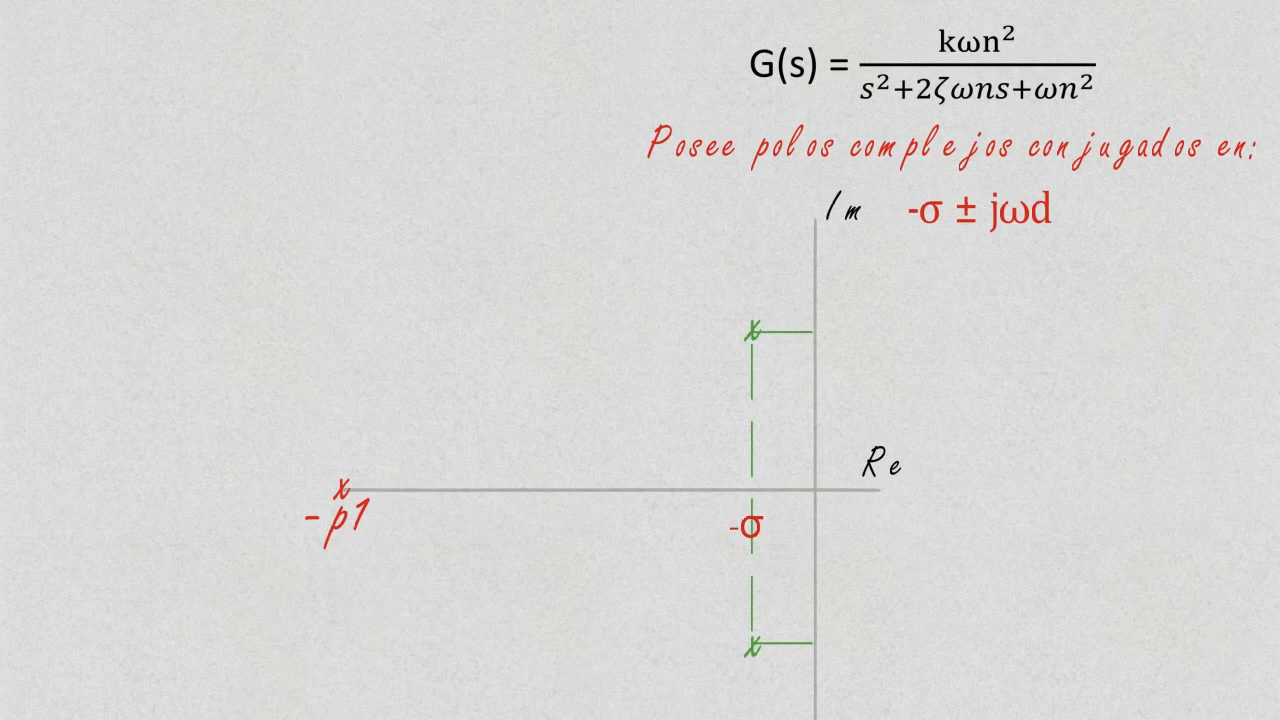 G(s) = kωn²
s²+2ζωns+ωn²
Posee polos complejos conjugados en:
Im -σ ± jωd
x
Re
x
-p1 -σ
x